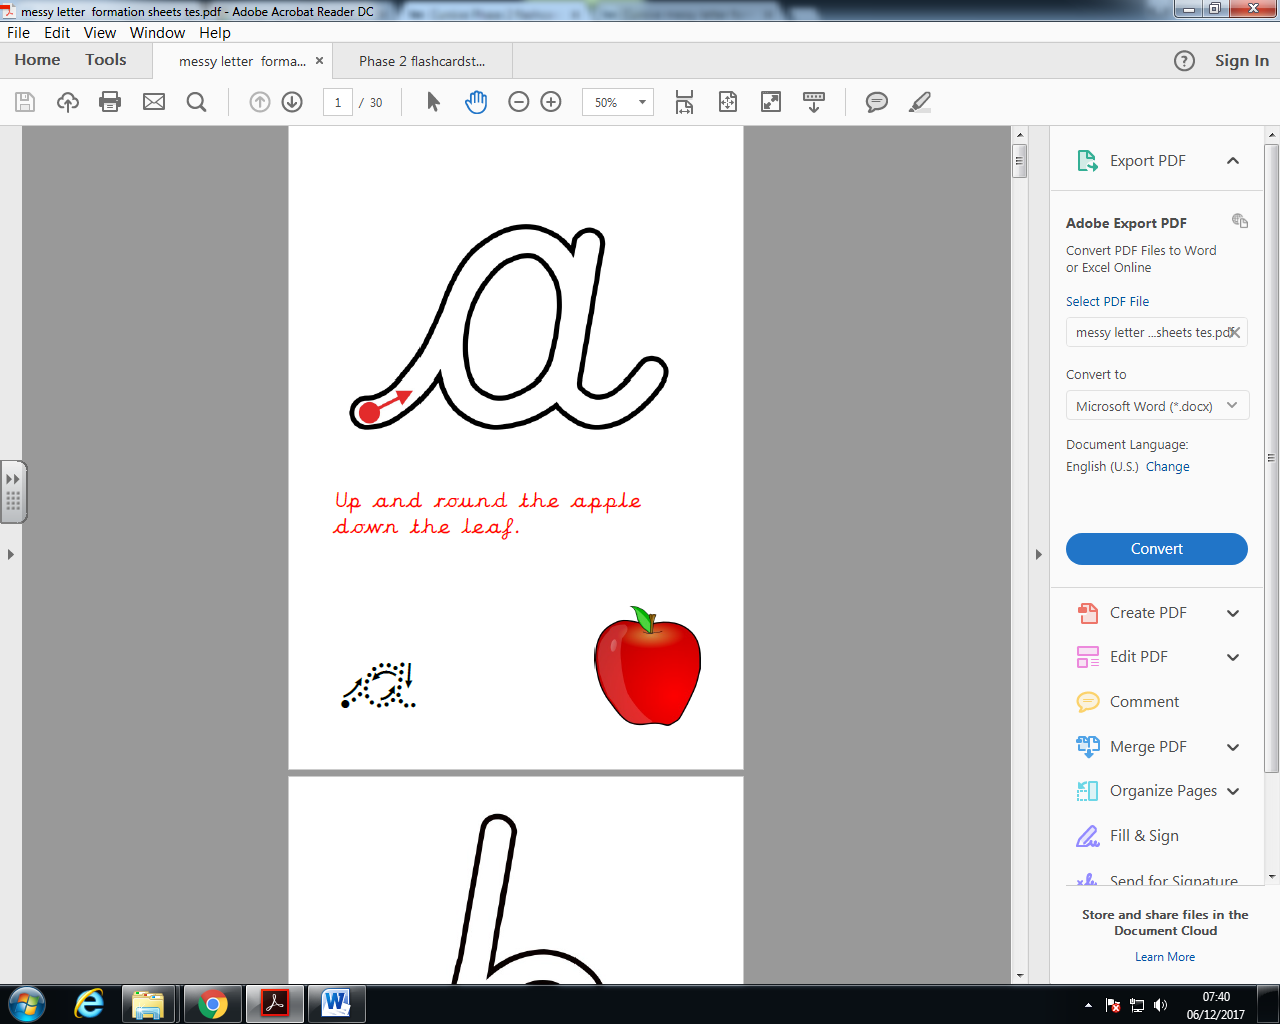 messy letter  formation sheets tes.pdf - Adobe Acrobat Reader DC
File Edit View Window Help
Home Tools messy letter  forma... × Phase 2 flashcardst... Sign In
1 / 30 50%
a
Up and round the apple
down the leaf.
a
b
Export PDF
Adobe Export PDF
Convert PDF Files to Word
or Excel Online
Select PDF File
messy letter ...sheets tes.pdf
Convert to
Microsoft Word (*.docx)
Document Language:
English (U.S.) Change
Convert
Create PDF
Edit PDF
Comment
Merge PDF
Organize Pages
Fill & Sign
Send for Signature
Store and share files in the
Document Cloud
Learn More
07:40
06/12/2017